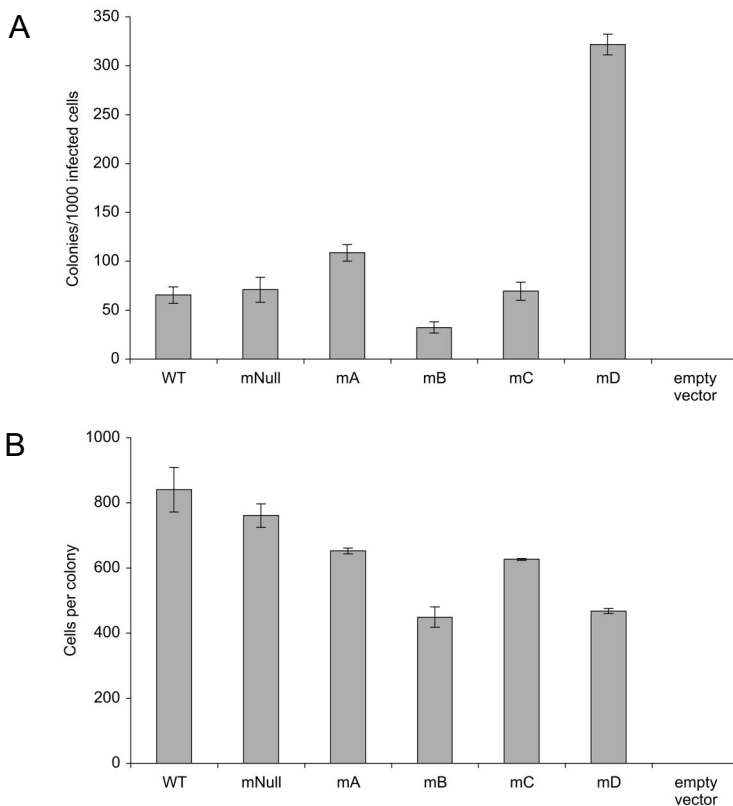 A
350
300
250
200
150
100
50
0
Colonies/1000 infected cells
WT mNull mA mB mC mD empty
vector
B
1000
800
600
400
200
0
Cells per colony
WT mNull mA mB mC mD empty
vector